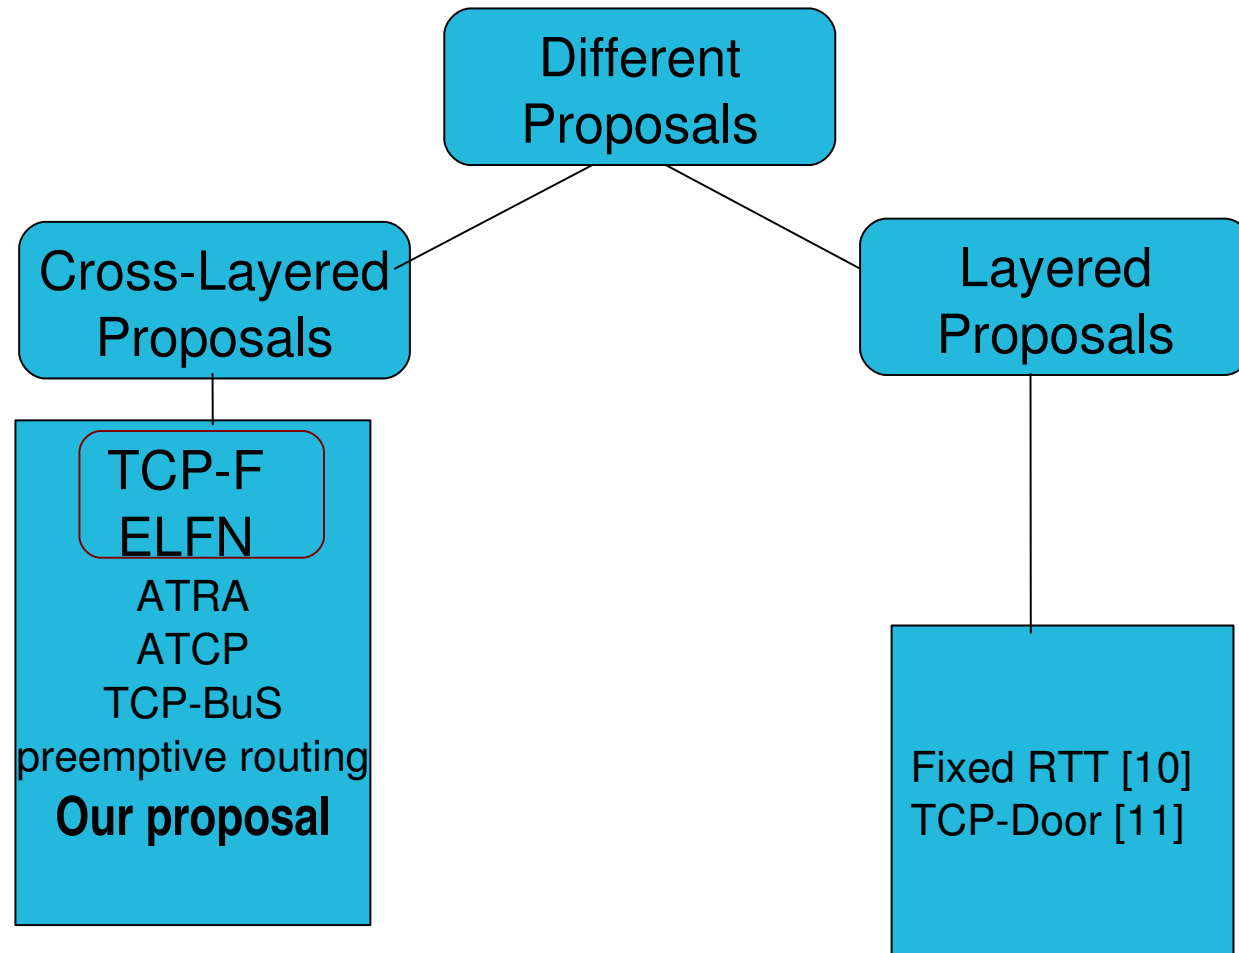 Different
Proposals
Cross-Layered
Proposals
Layered
Proposals
TCP-F
ELFN
ATRA
ATCP
TCP-BuS
preemptive routing
Our proposal
Fixed RTT [10]
TCP-Door [11]